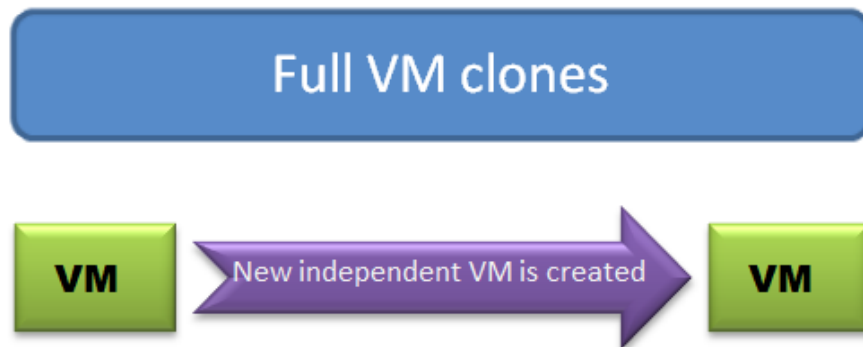 Full VM clones
VM
New independent VM is created
VM